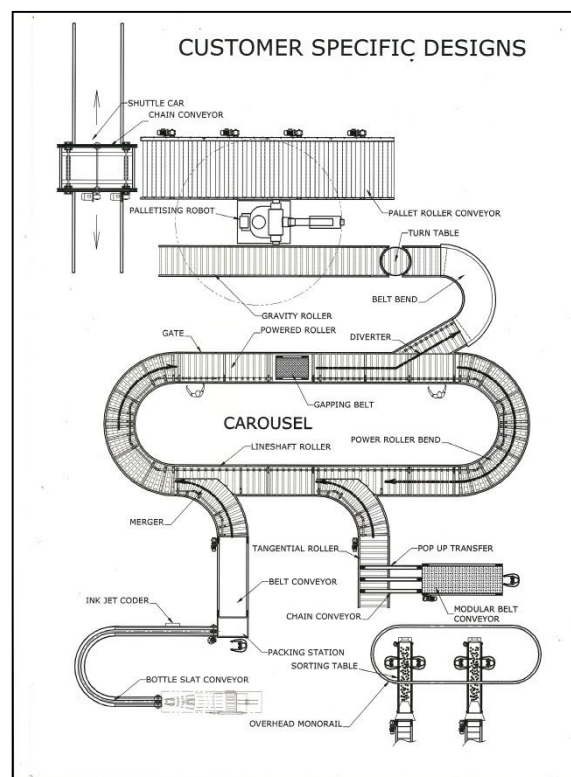 CUSTOMER SPECIFIC DESIGNS
SHUTTLE CAR
CHAIN CONVEYOR
PALLETISING ROBOT
PALLET ROLLER CONVEYOR
TURN TABLE
BELT BEND
GRAVITY ROLLER
POWERED ROLLER
GATE
DIVERTER
GAPPING BELT
CAROUSEL
LINESHAFT ROLLER
POWER ROLLER BEND
MERGER
TANGENTIAL ROLLER
POP UP TRANSFER
BELT CONVEYOR
INK JET CODER
CHAIN CONVEYOR
MODULAR BELT
CONVEYOR
PACKING STATION
SORTING TABLE
BOTTLE SLAT CONVEYOR
OVERHEAD MONORAIL